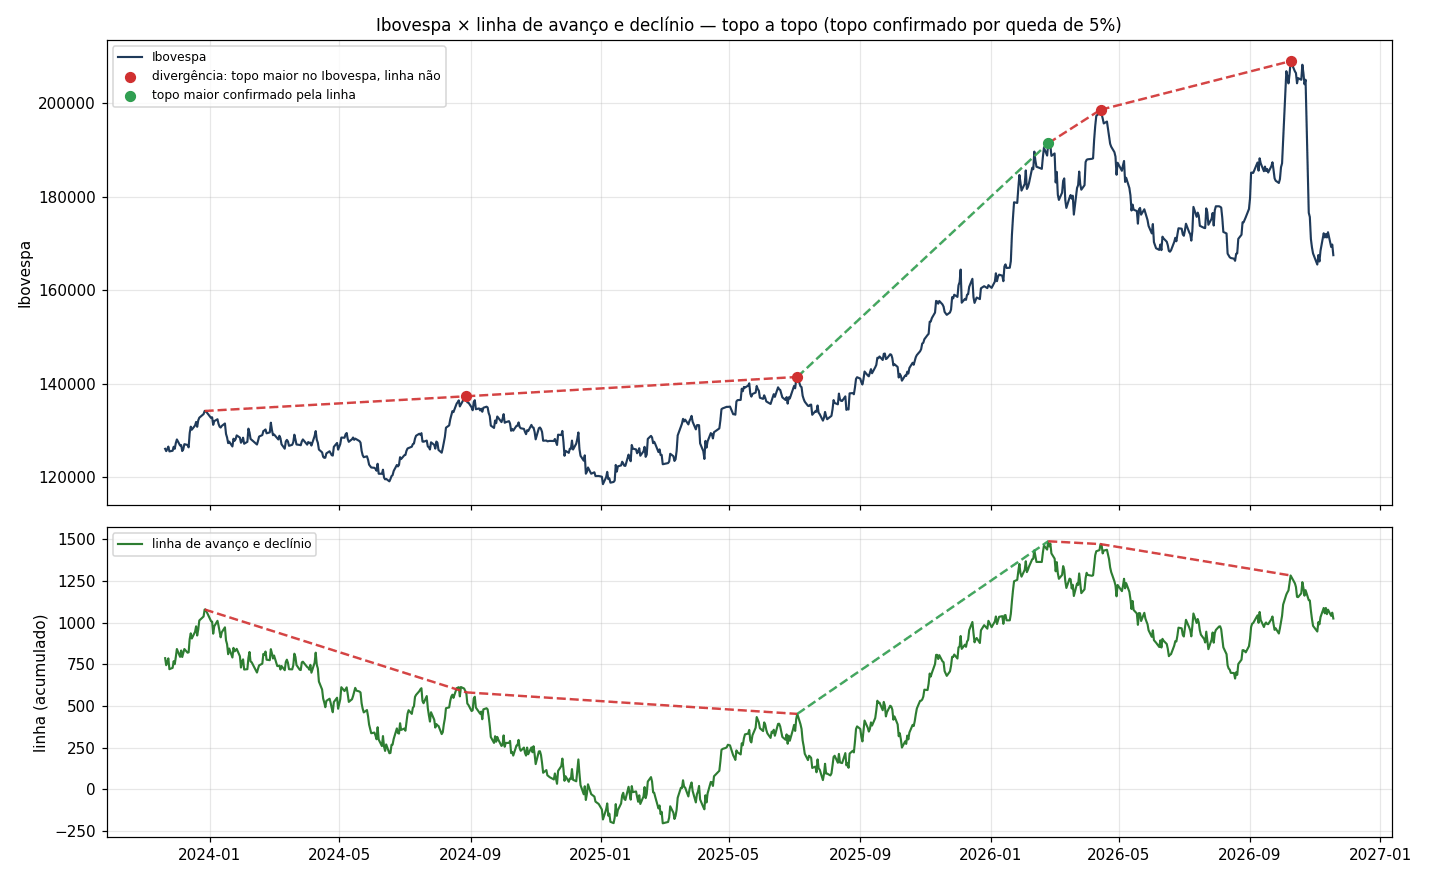 Ibovespa × linha de avanço e declínio — topo a topo (topo confirmado por queda de 5%)
Ibovespa
divergência: topo maior no Ibovespa, linha não
topo maior confirmado pela linha
200000
180000
160000
140000
120000
Ibovespa
linha de avanço e declínio
1500
1250
1000
750
500
250
0
−250
linha (acumulado)
2024-01 2024-05 2024-09 2025-01 2025-05 2025-09 2026-01 2026-05 2026-09 2027-01